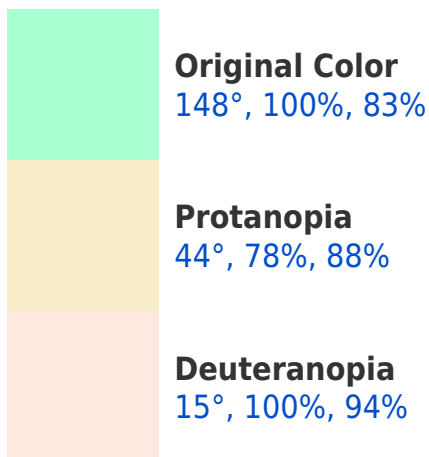 Original Color
148°, 100%, 83%
Protanopia
44°, 78%, 88%
Deuteranopia
15°, 100%, 94%